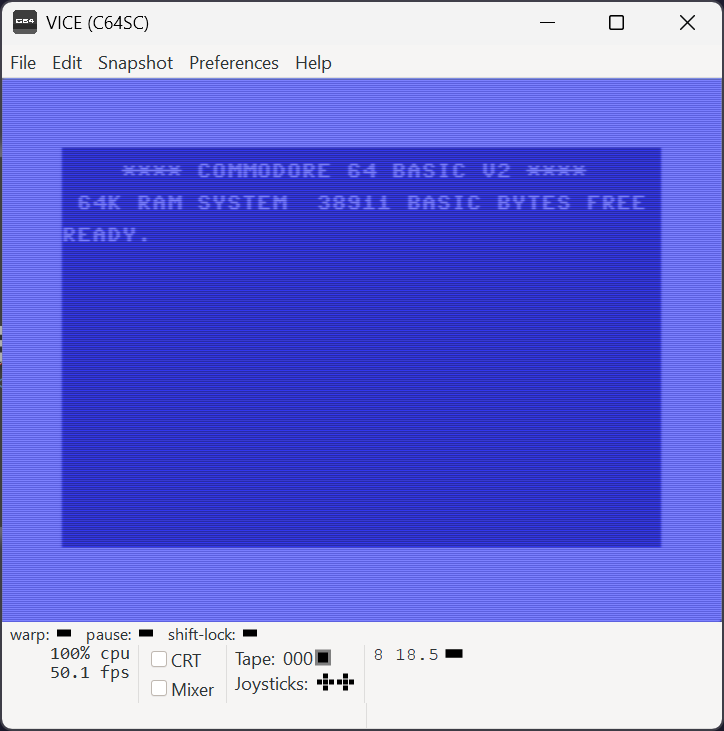 C64 VICE (C64SC)
File Edit Snapshot Preferences Help
**** COMMODORE 64 BASIC V2 ****
64K RAM SYSTEM 38911 BASIC BYTES FREE
READY.
warp: pause: shift-lock:
100% cpu
50.1 fps
CRT
Mixer
Tape: 000
Joysticks:
8 18.5